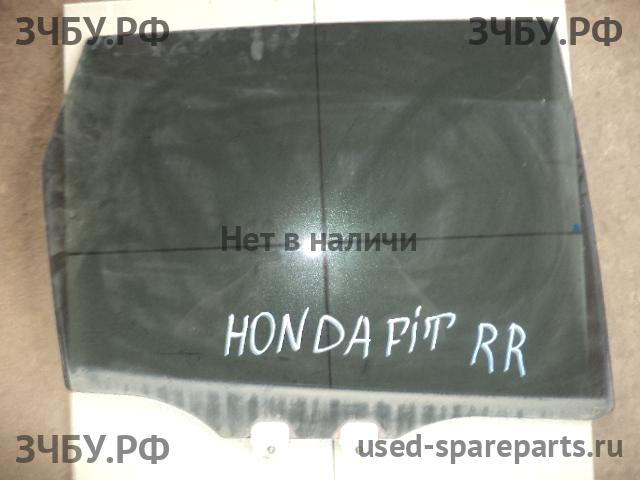 ЗЧБУ.РФ ЗЧБУ.РФ
Нет в наличи
HONDA FiT RR
ЗЧБУ.РФ used-spareparts.ru